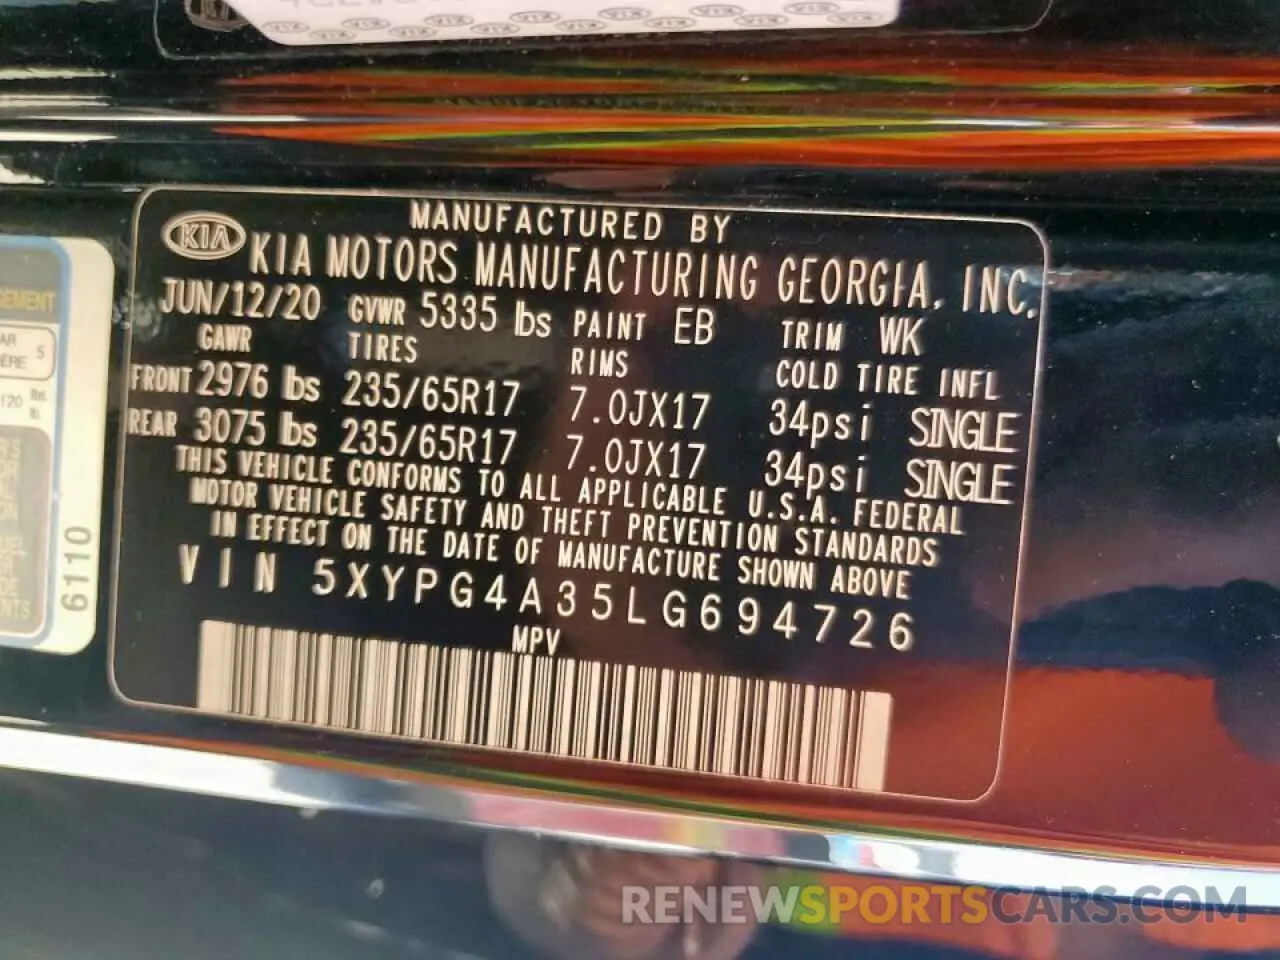 KIA MANUFACTURED BY
KIA MOTORS MANUFACTURING GEORGIA, INC.
JUN/12/20 GVWR 5335 lbs PAINT EB TRIM WK
GAWR TIRES RIMS COLD TIRE INFL
FRONT 2976 lbs 235/65R17 7.0JX17 34psi SINGLE
REAR 3075 lbs 235/65R17 7.0JX17 34psi SINGLE
THIS VEHICLE CONFORMS TO ALL APPLICABLE U.S.A. FEDERAL
MOTOR VEHICLE SAFETY AND THEFT PREVENTION STANDARDS
IN EFFECT ON THE DATE OF MANUFACTURE SHOWN ABOVE
VIN 5XYPG4A35LG694726
MPV
6110
RENEWSPORTSCARS.COM